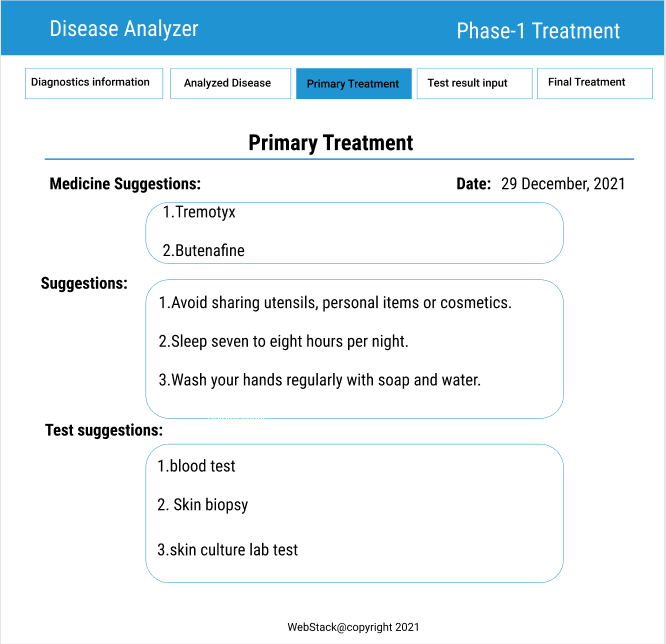 Disease Analyzer
Phase-1 Treatment
Diagnostics information
Analyzed Disease
Primary Treatment
Test result input
Final Treatment
Primary Treatment
Medicine Suggestions:
Date: 29 December, 2021
1.Tremotyx
2.Butenafine
Suggestions:
1.Avoid sharing utensils, personal items or cosmetics.
2.Sleep seven to eight hours per night.
3.Wash your hands regularly with soap and water.
Test suggestions:
1.blood test
2. Skin biopsy
3.skin culture lab test
WebStack@copyright 2021